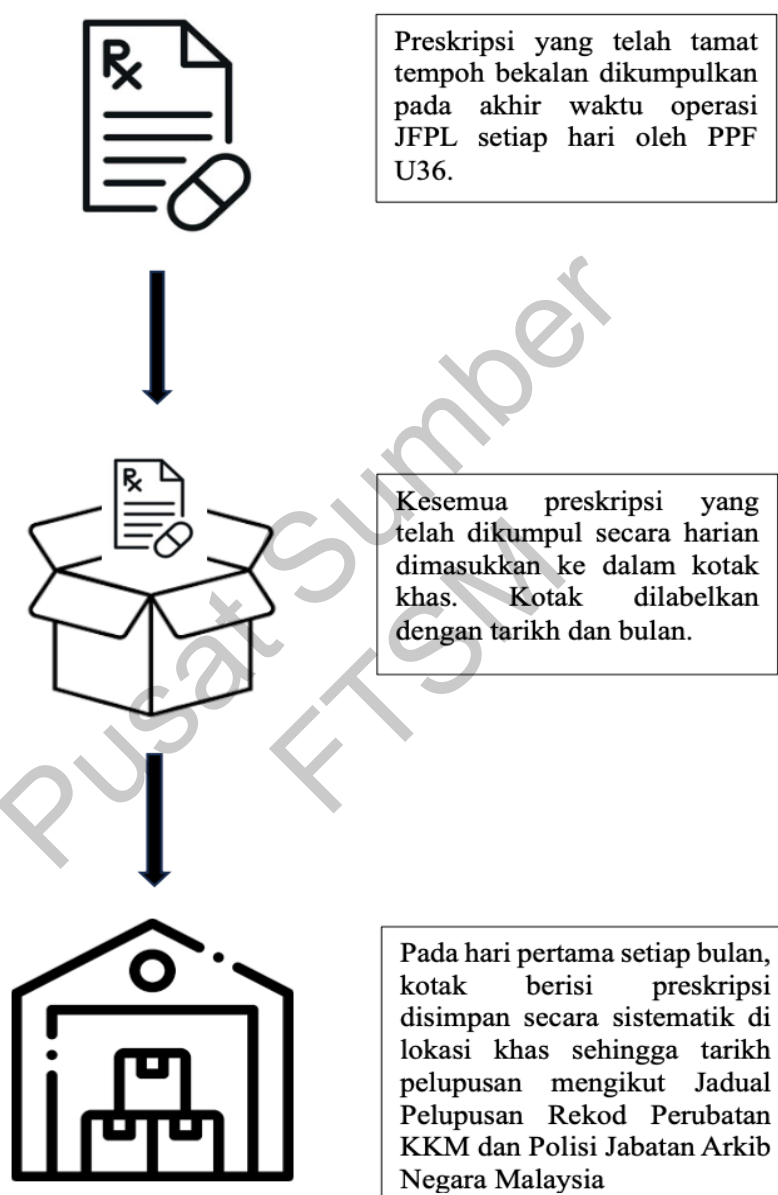 Rx
Preskripsi yang telah tamat
tempoh bekalan dikumpulkan
pada akhir waktu operasi
JFPL setiap hari oleh PPF
U36.
Rx
Kesemua preskripsi yang
telah dikumpul secara harian
dimasukkan ke dalam kotak
khas. Kotak dilabelkan
dengan tarikh dan bulan.
Pada hari pertama setiap bulan,
kotak berisi preskripsi
disimpan secara sistematik di
lokasi khas sehingga tarikh
pelupusan mengikut Jadual
Pelupusan Rekod Perubatan
KKM dan Polisi Jabatan Arkib
Negara Malaysia
Pusat Sumber
FTSM